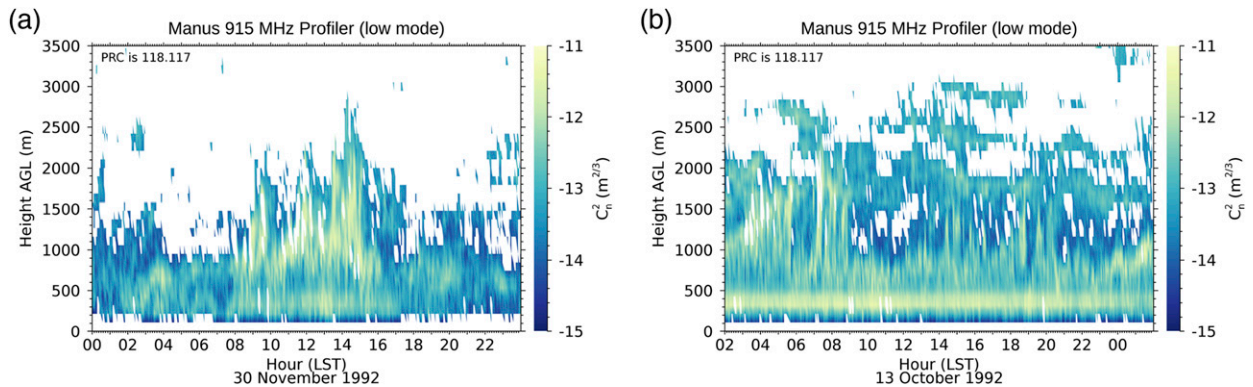 (a)
Manus 915 MHz Profiler (low mode)
PRC is 118.117
3500
3000
2500
2000
1500
1000
500
0
Height AGL (m)
00 02 04 06 08 10 12 14 16 18 20 22
Hour (LST)
30 November 1992
-11
-12
-13
-14
-15
C_n^2 (m^{2/3})
(b)
Manus 915 MHz Profiler (low mode)
PRC is 118.117
3500
3000
2500
2000
1500
1000
500
0
Height AGL (m)
02 04 06 08 10 12 14 16 18 20 22 00
Hour (LST)
13 October 1992
-11
-12
-13
-14
-15
C_n^2 (m^{2/3})